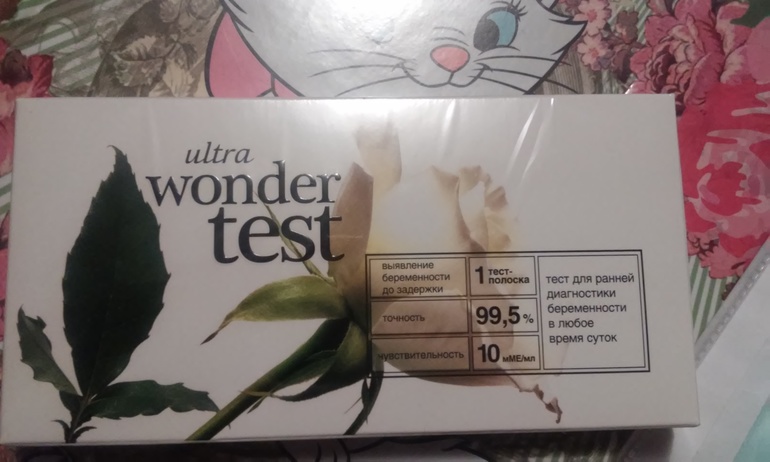 ultra
wonder
test
выявление
беременности
до задержки
1 тест-
полоска
точность
99,5 %
чувствительность
10 мМЕ/мл
тест для ранней
диагностики
беременности
в любое
время суток